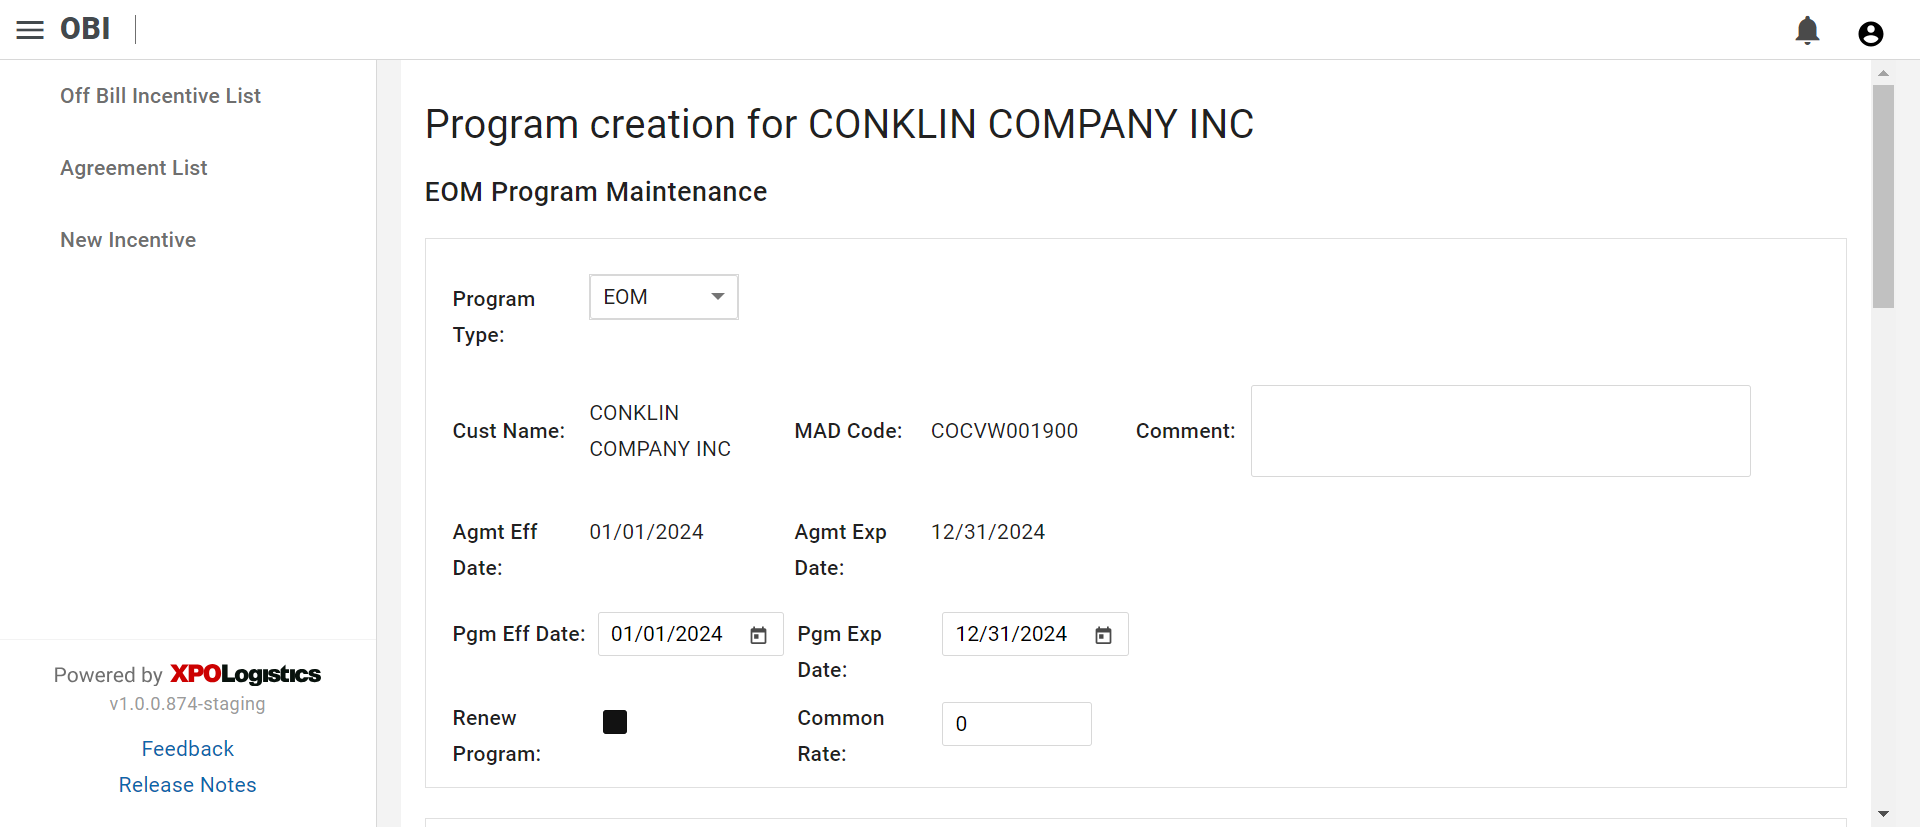 OBI
Off Bill Incentive List
Agreement List
New Incentive
Program creation for CONKLIN COMPANY INC
EOM Program Maintenance
Program
Type:
EOM
Cust Name:
CONKLIN
COMPANY INC
MAD Code:
COCVW001900
Comment:
Agmt Eff
Date:
01/01/2024
Agmt Exp
Date:
12/31/2024
Pgm Eff Date:
01/01/2024
Pgm Exp
Date:
12/31/2024
Renew
Program:
Common
Rate:
0
Powered by XPOLogistics
v1.0.0.874-staging
Feedback
Release Notes